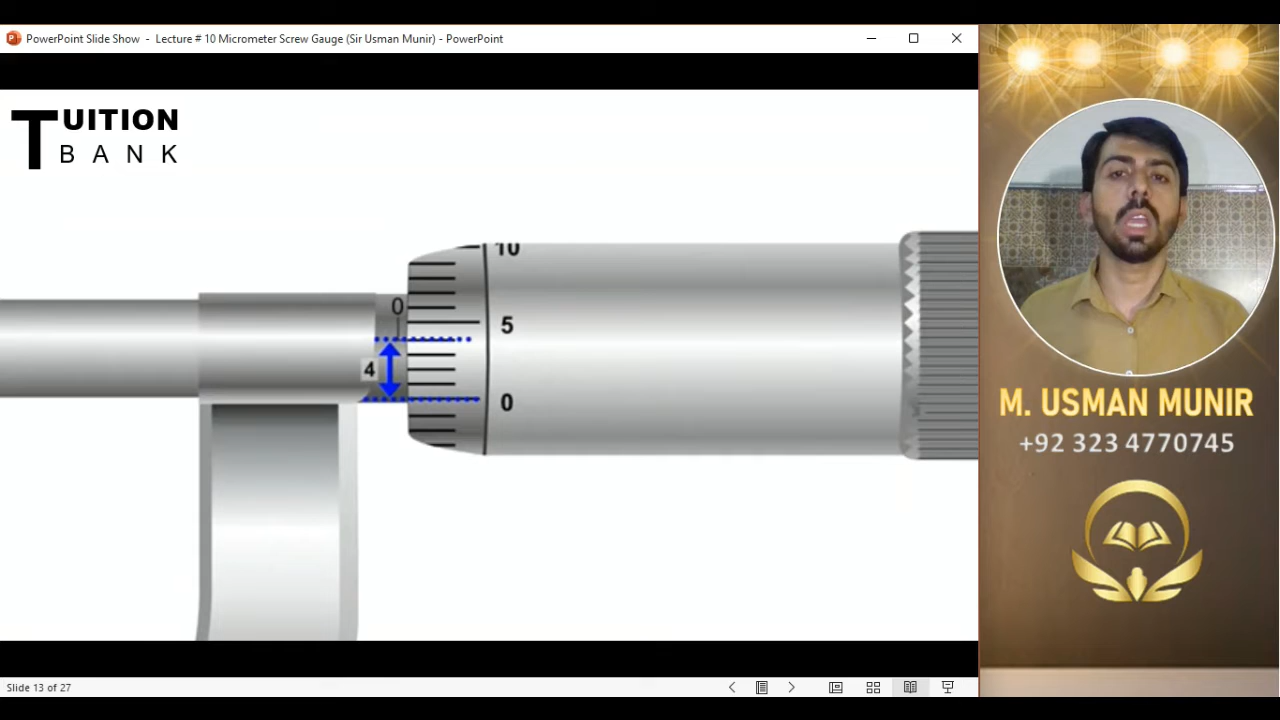 PowerPoint Slide Show - Lecture # 10 Micrometer Screw Gauge (Sir Usman Munir) - PowerPoint
TUITION
BANK
10
0
5
4
0
M. USMAN MUNIR
+92 323 4770745
Slide 13 of 27